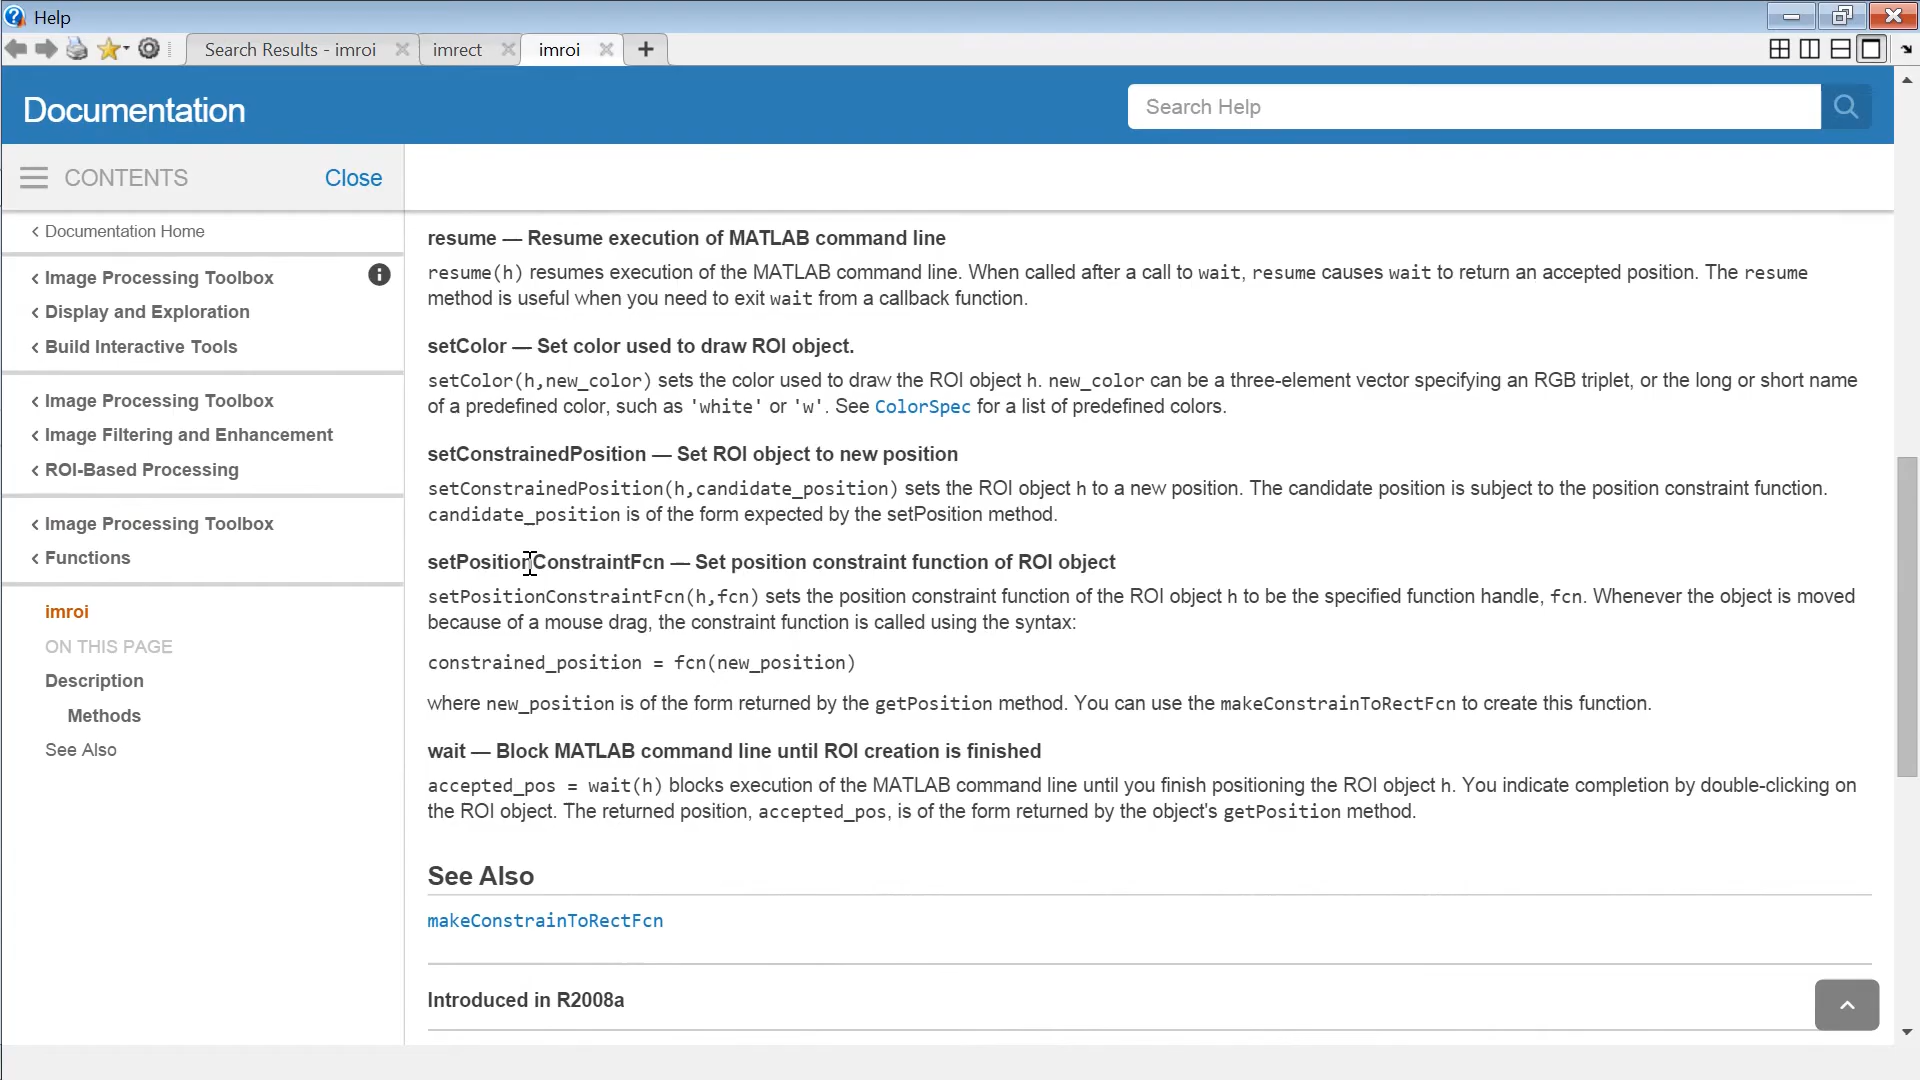 Help
Search Results - imroi
imrect
imroi
Documentation
Search Help
CONTENTS
Close
Documentation Home
Image Processing Toolbox
Display and Exploration
Build Interactive Tools
Image Processing Toolbox
Image Filtering and Enhancement
ROI-Based Processing
Image Processing Toolbox
Functions
imroi
ON THIS PAGE
Description
Methods
See Also
resume — Resume execution of MATLAB command line
resume(h) resumes execution of the MATLAB command line. When called after a call to wait, resume causes wait to return an accepted position. The resume
method is useful when you need to exit wait from a callback function.
setColor — Set color used to draw ROI object.
setColor(h,new_color) sets the color used to draw the ROI object h. new_color can be a three-element vector specifying an RGB triplet, or the long or short name
of a predefined color, such as 'white' or 'w'. See ColorSpec for a list of predefined colors.
setConstrainedPosition — Set ROI object to new position
setConstrainedPosition(h,candidate_position) sets the ROI object h to a new position. The candidate position is subject to the position constraint function.
candidate_position is of the form expected by the setPosition method.
setPositionConstraintFcn — Set position constraint function of ROI object
setPositionConstraintFcn(h,fcn) sets the position constraint function of the ROI object h to be the specified function handle, fcn. Whenever the object is moved
because of a mouse drag, the constraint function is called using the syntax:
constrained_position = fcn(new_position)
where new_position is of the form returned by the getPosition method. You can use the makeConstrainToRectFcn to create this function.
wait — Block MATLAB command line until ROI creation is finished
accepted_pos = wait(h) blocks execution of the MATLAB command line until you finish positioning the ROI object h. You indicate completion by double-clicking on
the ROI object. The returned position, accepted_pos, is of the form returned by the object's getPosition method.
See Also
makeConstrainToRectFcn
Introduced in R2008a